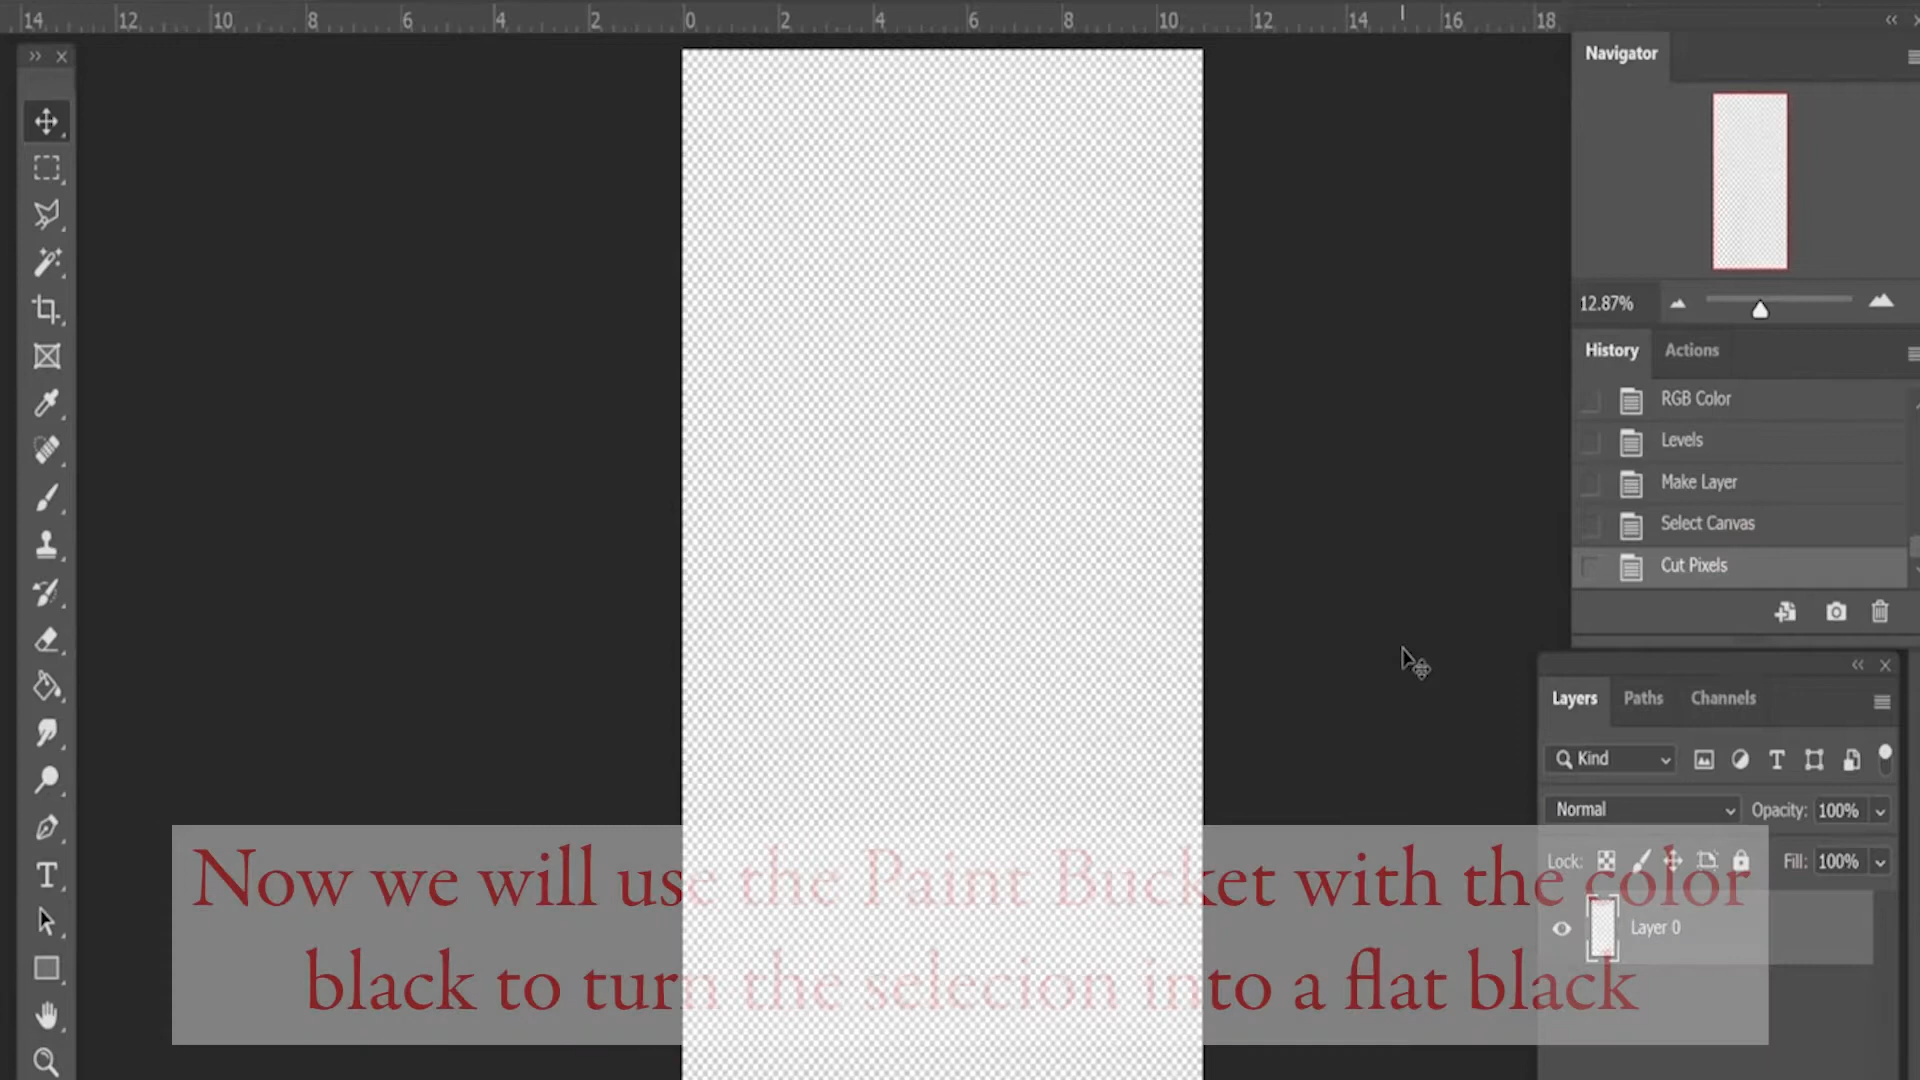 14 12 10 8 6 4 2 0 2 4 6 8 10 12 14 16 18
Navigator
12.87%
History Actions
RGB Color
Levels
Make Layer
Select Canvas
Cut Pixels
Layers Paths Channels
Kind
Normal Opacity: 100%
Lock: Fill: 100%
Layer 0
Now we will use the Paint Bucket with the color
black to turn the selecion into a flat black